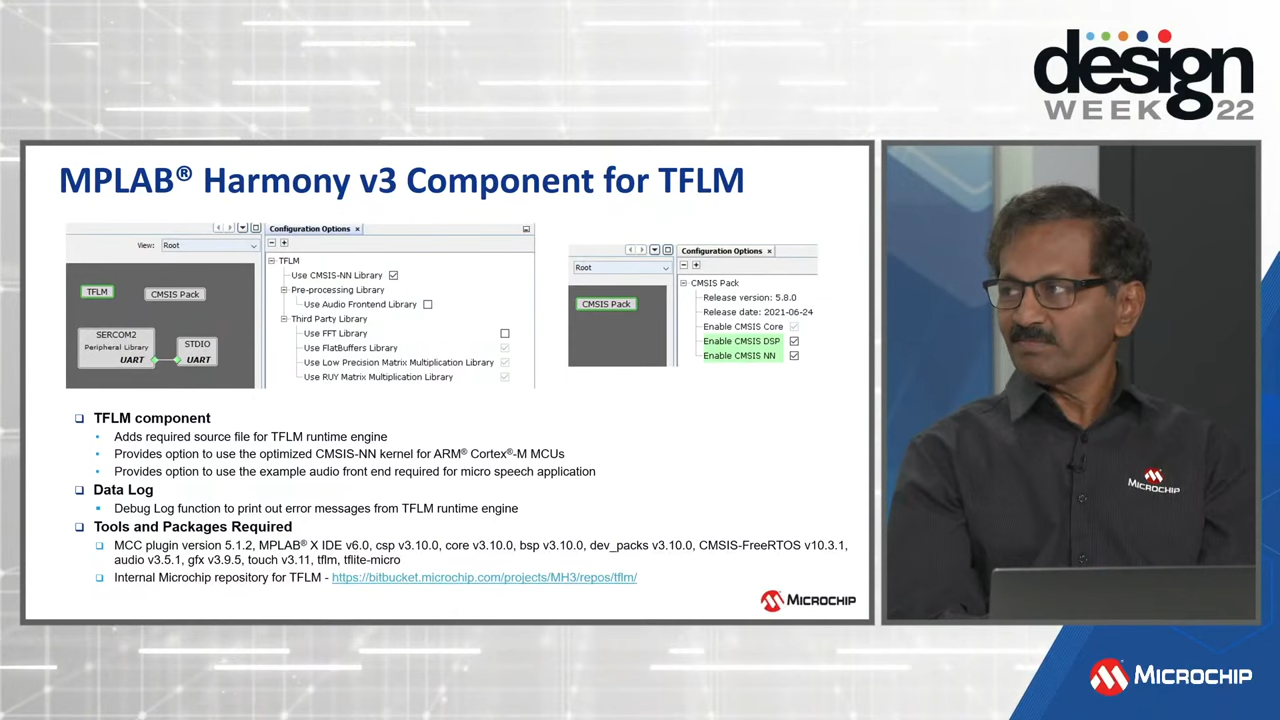 design
WEEK 22
MPLAB® Harmony v3 Component for TFLM
View: Root
TFLM
CMSIS Pack
SERCOM2
Peripheral Library
UART
STDIO
UART
Configuration Options ×
TFLM
Use CMSIS-NN Library
Pre-processing Library
Use Audio Frontend Library
Third Party Library
Use FFT Library
Use FlatBuffers Library
Use Low Precision Matrix Multiplication Library
Use RUY Matrix Multiplication Library
Root
CMSIS Pack
Configuration Options ×
CMSIS Pack
Release version: 5.8.0
Release date: 2021-06-24
Enable CMSIS Core
Enable CMSIS DSP
Enable CMSIS NN
TFLM component
Adds required source file for TFLM runtime engine
Provides option to use the optimized CMSIS-NN kernel for ARM® Cortex®-M MCUs
Provides option to use the example audio front end required for micro speech application
Data Log
Debug Log function to print out error messages from TFLM runtime engine
Tools and Packages Required
MCC plugin version 5.1.2, MPLAB® X IDE v6.0, csp v3.10.0, core v3.10.0, bsp v3.10.0, dev_packs v3.10.0, CMSIS-FreeRTOS v10.3.1,
audio v3.5.1, gfx v3.9.5, touch v3.11, tflm, tflite-micro
Internal Microchip repository for TFLM - https://bitbucket.microchip.com/projects/MH3/repos/tflm/
MICROCHIP
MICROCHIP
MICROCHIP